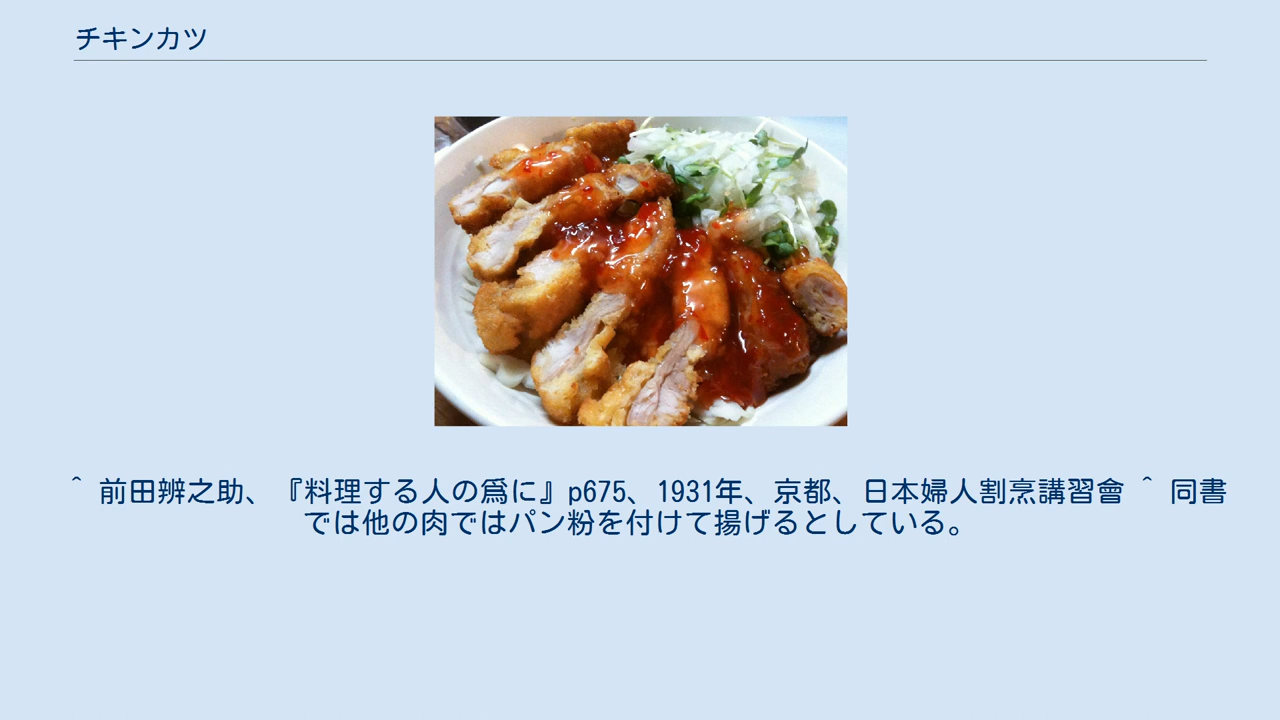 チキンカツ
^ 前田辨之助、『料理する人の爲に』p675、1931年、京都、日本婦人割烹講習會 ^ 同書
では他の肉ではパン粉を付けて揚げるとしている。